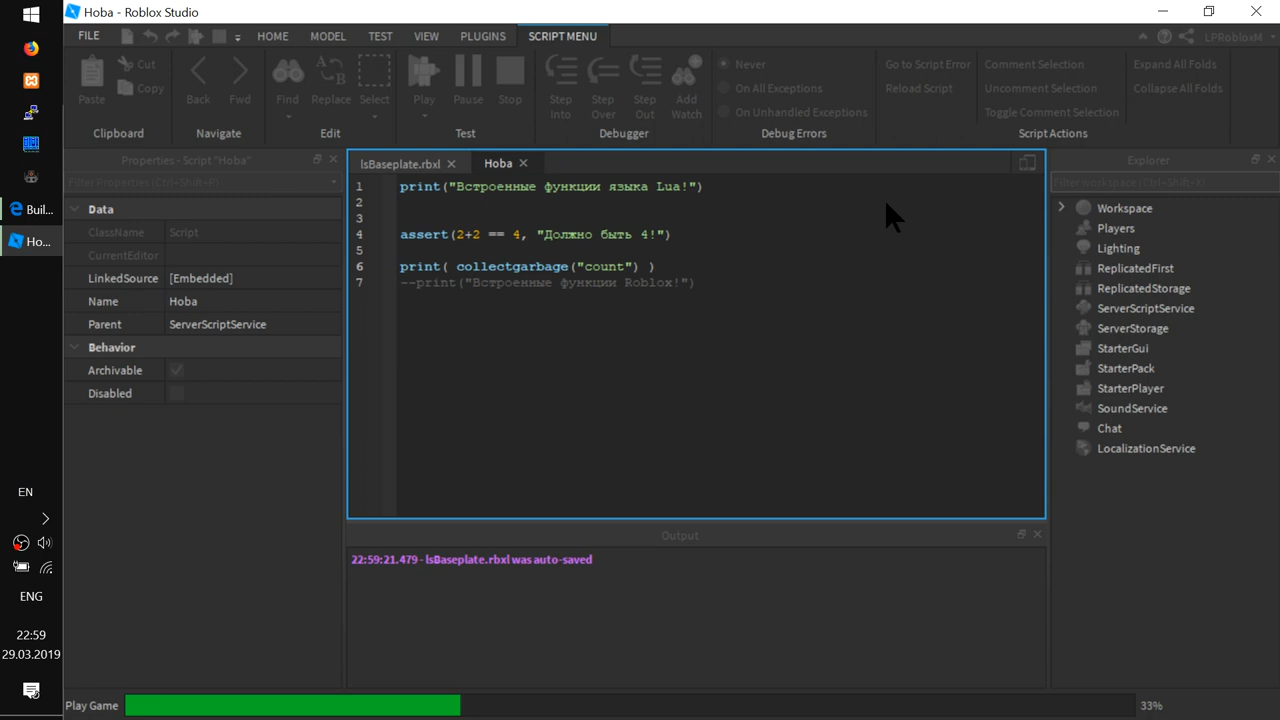 Hoba - Roblox Studio
FILE
HOME
MODEL
TEST
VIEW
PLUGINS
SCRIPT MENU
LPRobloxM
Paste
Cut
Copy
Clipboard
Back
Fwd
Navigate
Find
Replace
Select
Edit
Play
Pause
Stop
Test
Step Into
Step Over
Step Out
Add Watch
Debugger
Never
On All Exceptions
On Unhandled Exceptions
Debug Errors
Go to Script Error
Reload Script
Comment Selection
Uncomment Selection
Toggle Comment Selection
Expand All Folds
Collapse All Folds
Script Actions
Properties - Script "Hoba"
Filter Properties (Ctrl+Shift+P)
Data
ClassName Script
CurrentEditor
LinkedSource [Embedded]
Name Hoba
Parent ServerScriptService
Behavior
Archivable
Disabled
lsBaseplate.rbxl
Hoba
1 print("Встроенные функции языка Lua!")
2
3
4 assert(2+2 == 4, "Должно быть 4!")
5
6 print( collectgarbage("count") )
7 --print("Встроенные функции Roblox!")
Output
22:59:21.479 - lsBaseplate.rbxl was auto-saved
Explorer
Filter workspace (Ctrl+Shift+X)
Workspace
Players
Lighting
ReplicatedFirst
ReplicatedStorage
ServerScriptService
ServerStorage
StarterGui
StarterPack
StarterPlayer
SoundService
Chat
LocalizationService
Buil...
Ho...
EN
ENG
22:59
29.03.2019
Play Game
33%